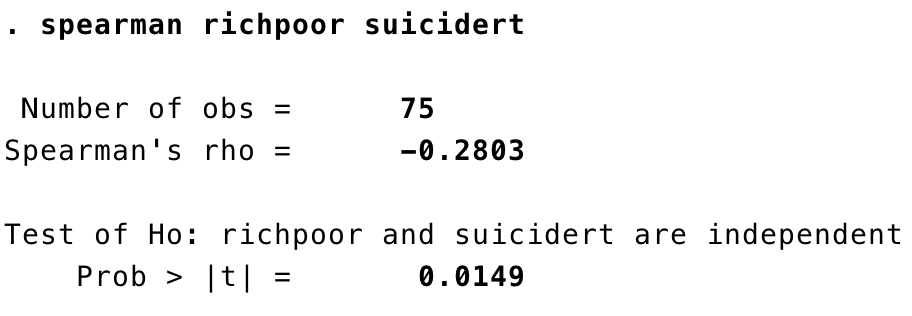 . spearman richpoor suicidert
Number of obs = 75
Spearman's rho = -0.2803
Test of Ho: richpoor and suicidert are independent
Prob > |t| = 0.0149